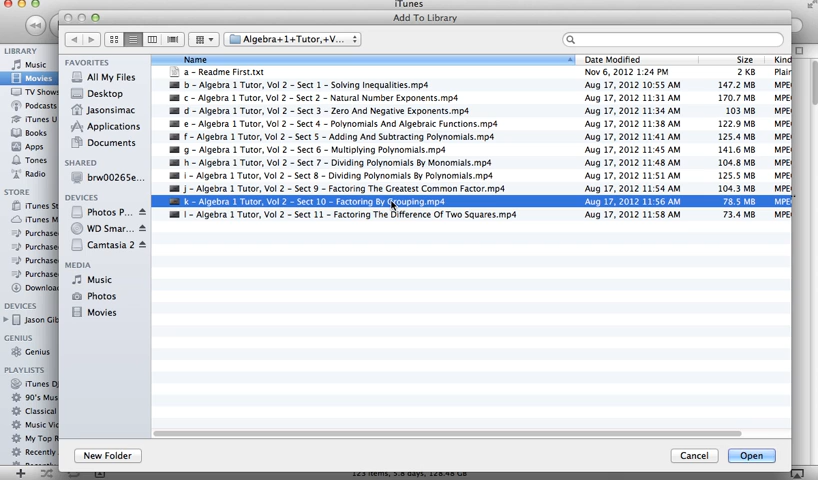 iTunes
Add To Library
Algebra+1+Tutor,+V...
LIBRARY
Music
Movies
TV Shows
Podcasts
iTunes U
Books
Apps
Tones
Radio
STORE
iTunes St
iTunes M
Purchase
Purchase
Purchase
Purchase
Downloa
DEVICES
Jason Gib
GENIUS
Genius
PLAYLISTS
iTunes DJ
90's Mus
Classical
Music Vid
My Top R
Recently
FAVORITES
All My Files
Desktop
Jasonsimac
Applications
Documents
SHARED
brw00265e...
DEVICES
Photos P...
WD Smar...
Camtasia 2
MEDIA
Music
Photos
Movies
Name Date Modified Size Kind
a - Readme First.txt Nov 6, 2012 1:24 PM 2 KB Plain
b - Algebra 1 Tutor, Vol 2 - Sect 1 - Solving Inequalities.mp4 Aug 17, 2012 10:55 AM 147.2 MB MPE
c - Algebra 1 Tutor, Vol 2 - Sect 2 - Natural Number Exponents.mp4 Aug 17, 2012 11:31 AM 170.7 MB MPE
d - Algebra 1 Tutor, Vol 2 - Sect 3 - Zero And Negative Exponents.mp4 Aug 17, 2012 11:34 AM 103 MB MPE
e - Algebra 1 Tutor, Vol 2 - Sect 4 - Polynomials And Algebraic Functions.mp4 Aug 17, 2012 11:38 AM 122.9 MB MPE
f - Algebra 1 Tutor, Vol 2 - Sect 5 - Adding And Subtracting Polynomials.mp4 Aug 17, 2012 11:41 AM 125.4 MB MPE
g - Algebra 1 Tutor, Vol 2 - Sect 6 - Multiplying Polynomials.mp4 Aug 17, 2012 11:45 AM 141.6 MB MPE
h - Algebra 1 Tutor, Vol 2 - Sect 7 - Dividing Polynomials By Monomials.mp4 Aug 17, 2012 11:48 AM 104.8 MB MPE
i - Algebra 1 Tutor, Vol 2 - Sect 8 - Dividing Polynomials By Polynomials.mp4 Aug 17, 2012 11:51 AM 125.5 MB MPE
j - Algebra 1 Tutor, Vol 2 - Sect 9 - Factoring The Greatest Common Factor.mp4 Aug 17, 2012 11:54 AM 104.3 MB MPE
k - Algebra 1 Tutor, Vol 2 - Sect 10 - Factoring By Grouping.mp4 Aug 17, 2012 11:56 AM 78.5 MB MPE
l - Algebra 1 Tutor, Vol 2 - Sect 11 - Factoring The Difference Of Two Squares.mp4 Aug 17, 2012 11:58 AM 73.4 MB MPE
New Folder
Cancel
Open